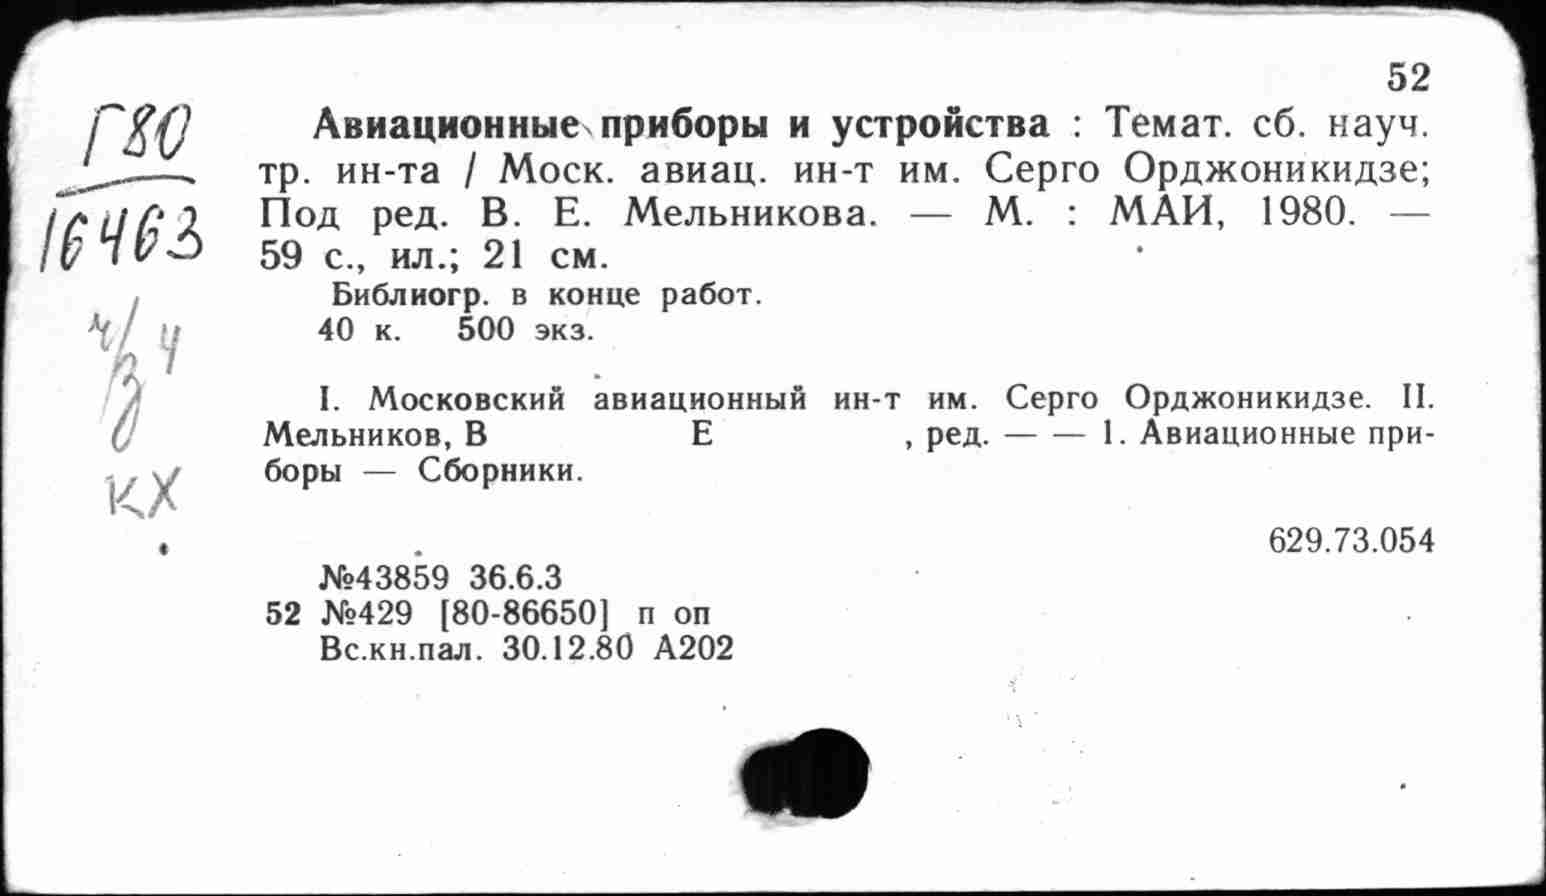 52
Г80
16463
ч/з 4
КХ
Авиационные приборы и устройства : Темат. сб. науч.
тр. ин-та / Моск. авиац. ин-т им. Серго Орджоникидзе;
Под ред. В. Е. Мельникова. — М. : МАИ, 1980. —
59 с., ил.; 21 см.
Библиогр. в конце работ.
40 к. 500 экз.
I. Московский авиационный ин-т им. Серго Орджоникидзе. II.
Мельников, В Е , ред. — — 1. Авиационные при-
боры — Сборники.
629.73.054
№43859 36.6.3
52 №429 [80-86650] п оп
Вс.кн.пал. 30.12.80 А202